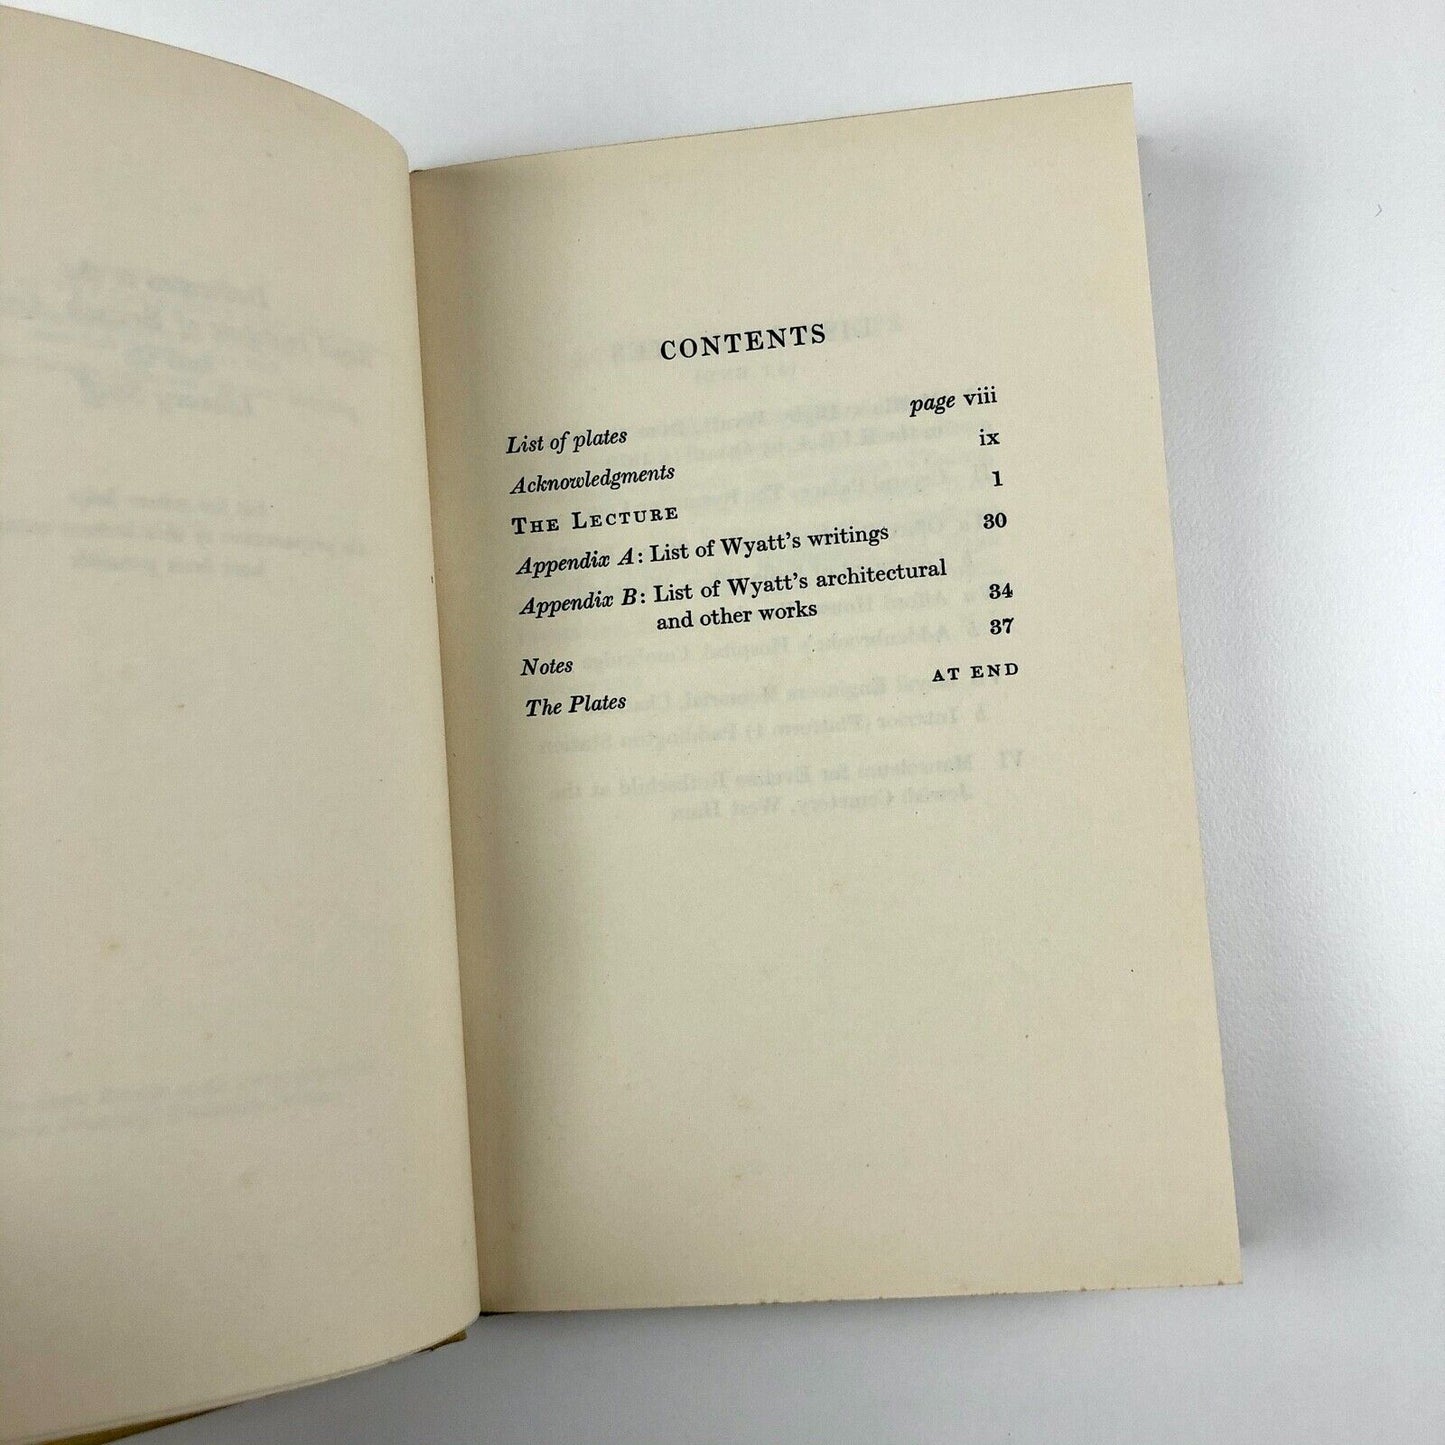 CONTENTS
List of plates page viii
Acknowledgments ix
THE LECTURE 1
Appendix A: List of Wyatt's writings 30
Appendix B: List of Wyatt's architectural
and other works 34
Notes 37
The Plates AT END